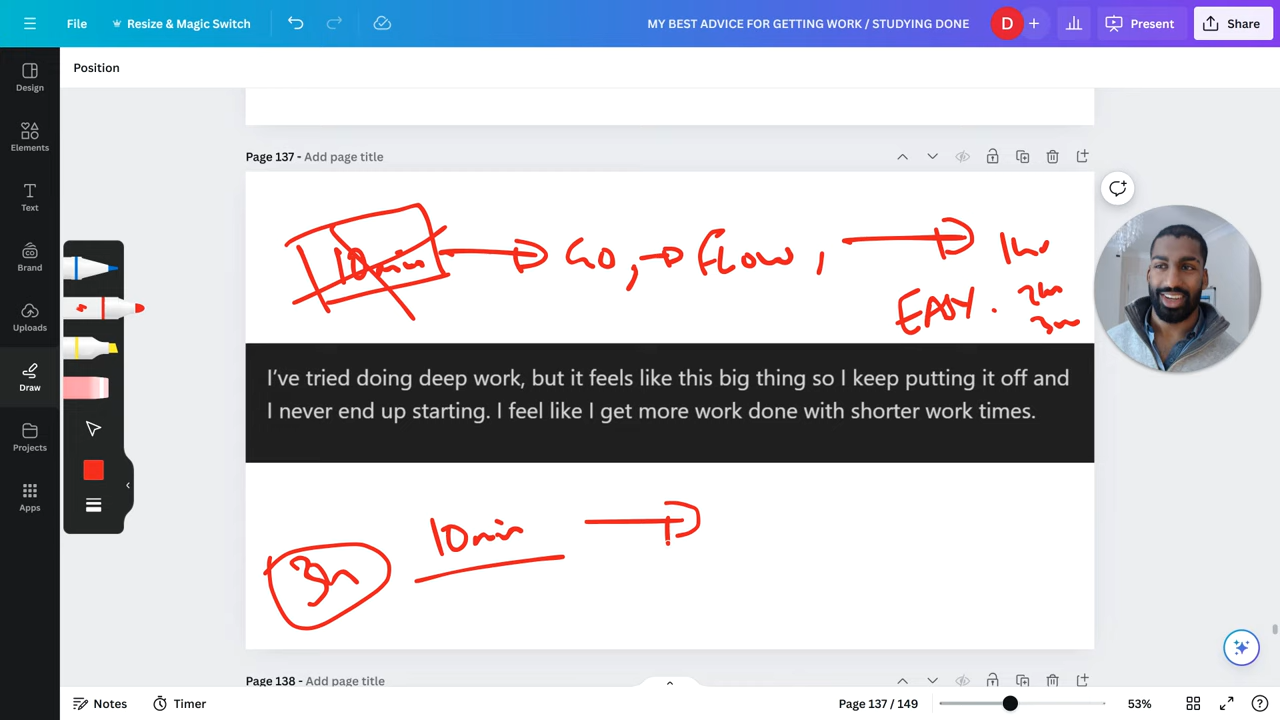 File
Resize & Magic Switch
MY BEST ADVICE FOR GETTING WORK / STUDYING DONE
D
Present
Share
Position
Design
Elements
Text
Brand
Uploads
Draw
Projects
Apps
Page 137 - Add page title
10min
GO, FLOW, 1hr
EASY. 2hr
3hr
I've tried doing deep work, but it feels like this big thing so I keep putting it off and
I never end up starting. I feel like I get more work done with shorter work times.
10min
3h
Page 138 - Add page title
Notes
Timer
Page 137 / 149
53%